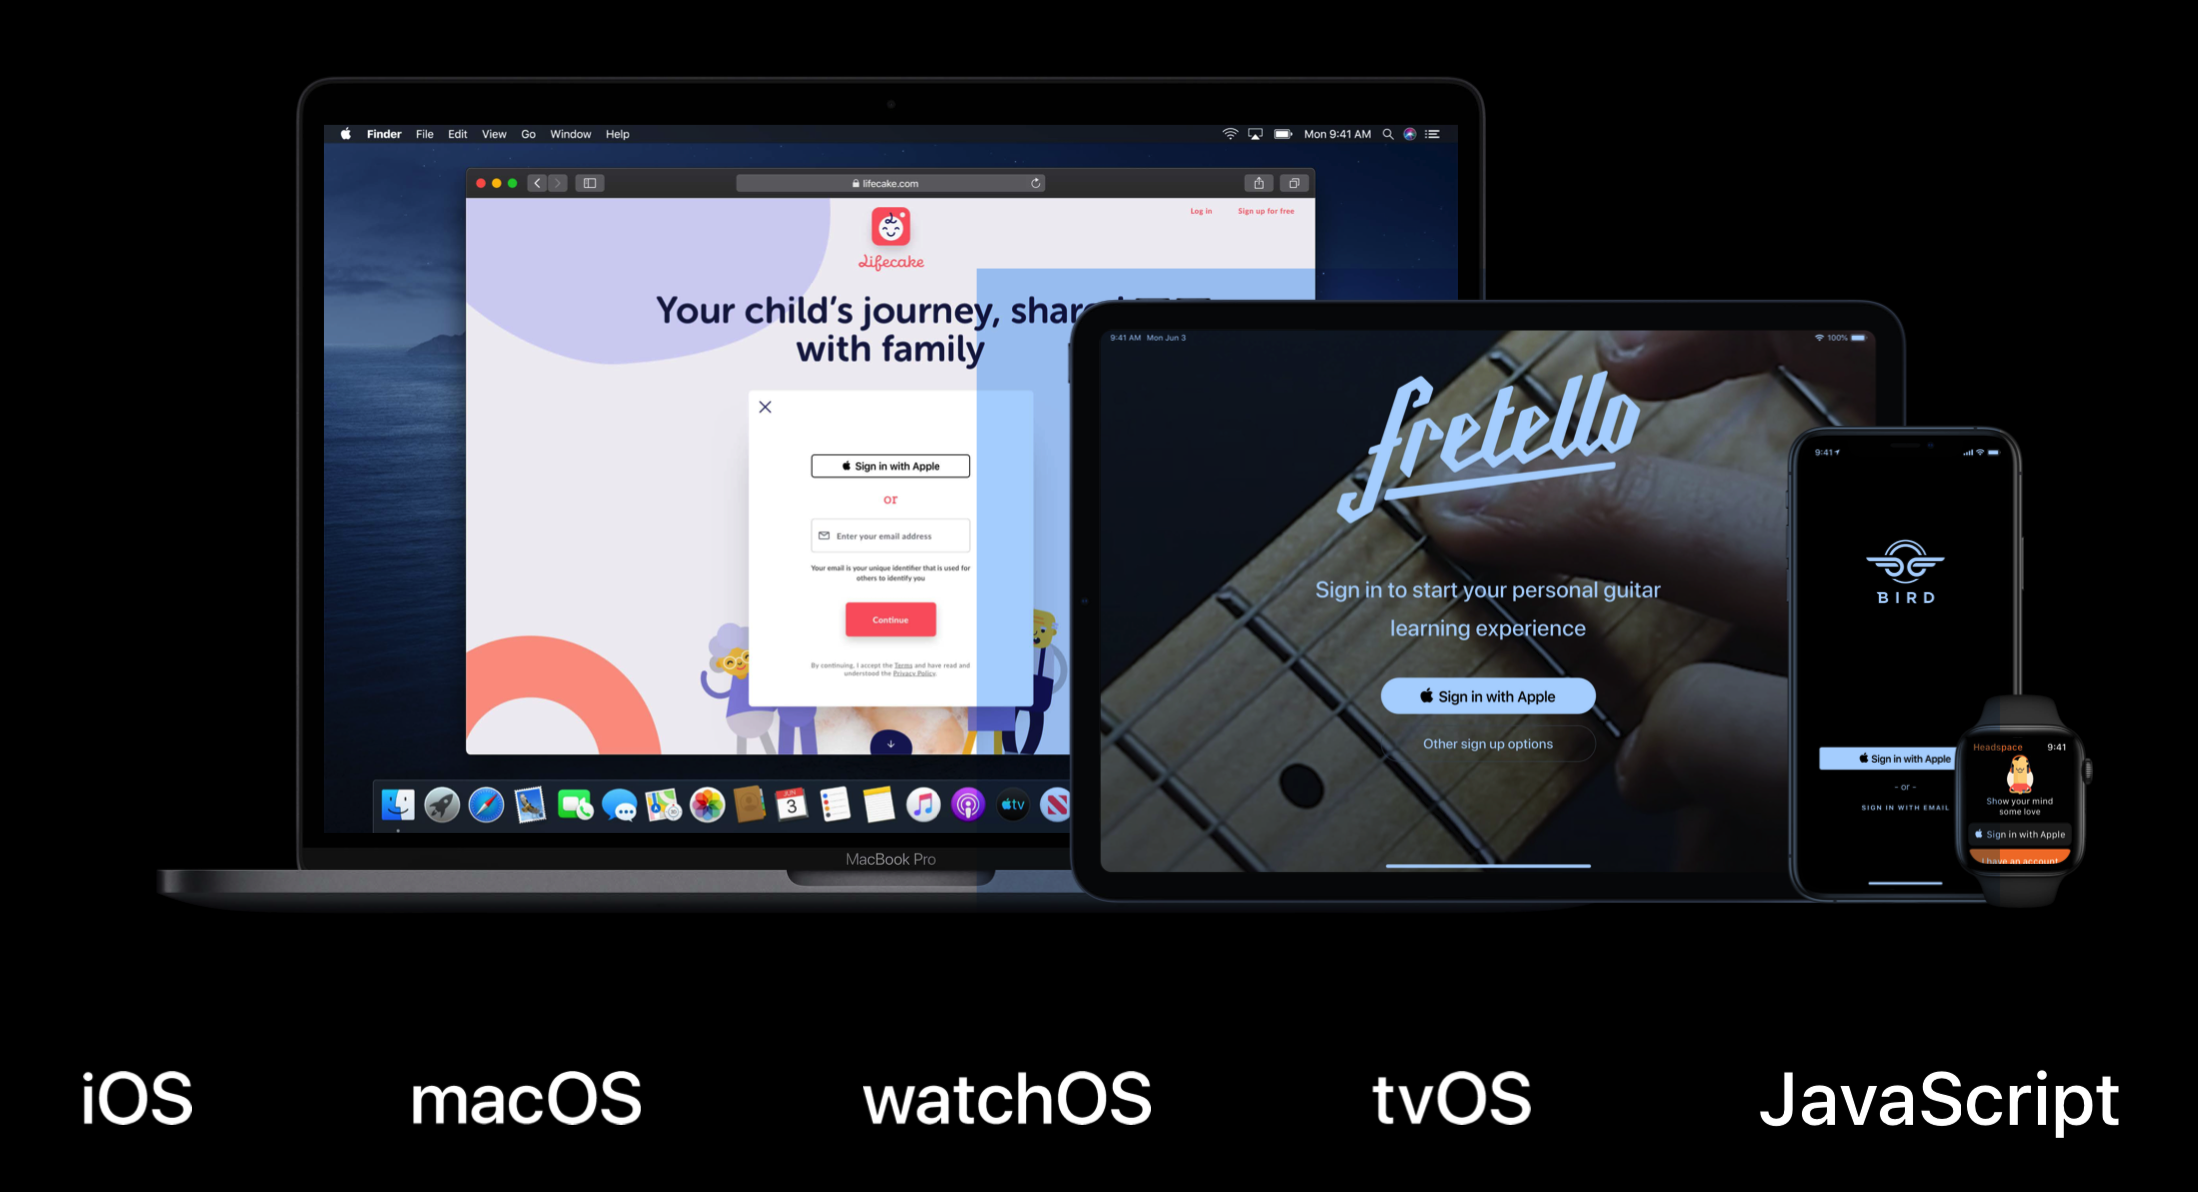 Finder File Edit View Go Window Help
Mon 9:41 AM
lifecake.com
Log in Sign up for free
Lifecake
Your child's journey,
with family
Sign in with Apple
or
Enter your email address
Your email is your unique identifier that is used for
others to identify you
Continue
By continuing, I accept the Terms and have read and
understood the Privacy Policy.
JUN
3
tv
MacBook Pro
9:41 AM Mon Jun 3
100%
fretello
Sign in to start your personal guitar
learning experience
Sign in with Apple
Other sign up options
9:41
BIRD
Sign in with Apple
- or -
SIGN IN WITH EMAIL
Headspace 9:41
Show your mind
some love
Sign in with Apple
I have an account
iOS macOS watchOS tvOS JavaScript